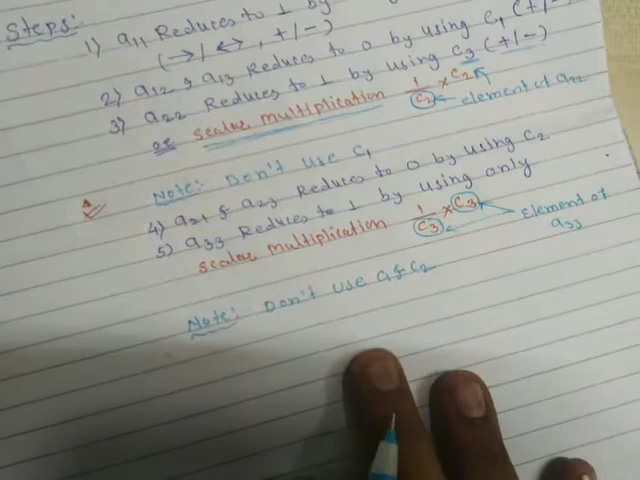 Steps:
1) a11 Reduces to 1 by
(→/↔, +/-)
2) a12 & a13 Reduces to 0 by using C1 (+/-
3) a22 Reduces to 1 by using C3 (+/-)
or scalar multiplication 1/C2 × C2 ← element of a22
Note: Don't use C1
4) a21 & a23 Reduces to 0 by using C2
5) a33 Reduces to 1 by using only
scalar multiplication 1/C3 × C3 ← Element of a33
Note: Don't use C1 & C2